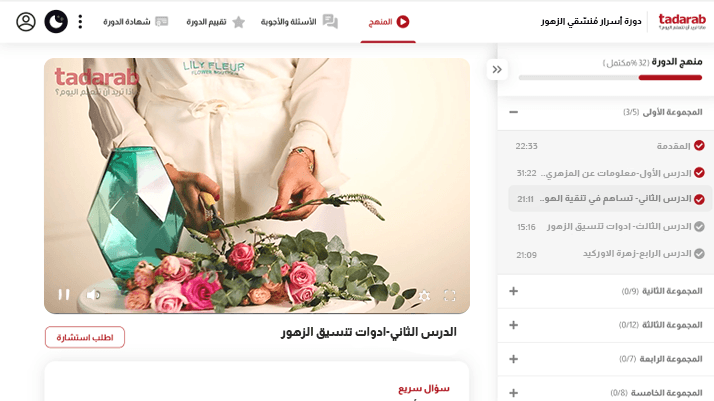 tadarab
ماذا تريد أن تتعلم اليوم؟
دورة أسرار مُنسّقي الزهور
المنهج
الأسئلة والأجوبة
تقييم الدورة
شهادة الدورة
منهج الدورة (32 %مكتمل)
المجموعة الأولى (3/5)
المقدمة 22:33
الدرس الأول-معلومات عن المزهري.. 31:22
الدرس الثاني- تساهم في تنقية الهو.. 21:11
الدرس الثالث- ادوات تنسيق الزهور 15:16
الدرس الرابع-زهرة الاوركيد 21:09
المجموعة الثانية (0/9)
المجموعة الثالثة (0/12)
المجموعة الرابعة (0/7)
المجموعة الخامسة (0/8)
tadarab
ماذا تريد أن تتعلم اليوم؟
LILY FLEUR
FLOWER BOUTIQUE
الدرس الثاني-ادوات تنسيق الزهور
اطلب استشارة
سؤال سريع